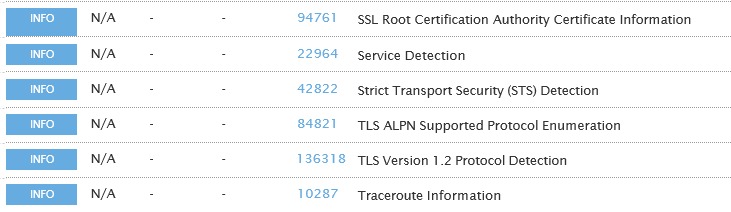 INFO N/A - - 94761 SSL Root Certification Authority Certificate Information
INFO N/A - - 22964 Service Detection
INFO N/A - - 42822 Strict Transport Security (STS) Detection
INFO N/A - - 84821 TLS ALPN Supported Protocol Enumeration
INFO N/A - - 136318 TLS Version 1.2 Protocol Detection
INFO N/A - - 10287 Traceroute Information